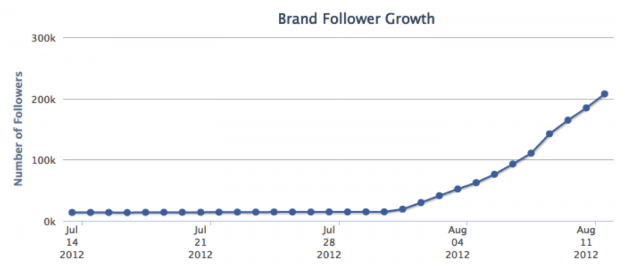 Brand Follower Growth
300k
200k
100k
0k
Number of Followers
Jul
14
2012
Jul
21
2012
Jul
28
2012
Aug
04
2012
Aug
11
2012